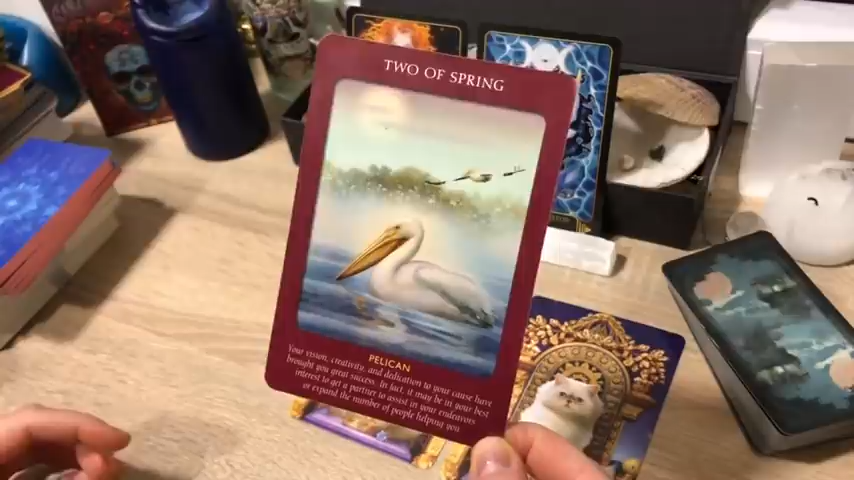 TWO OF SPRING
PELICAN
Your vision, creativity, and dedication to your cause have
brought you great success. In fact, it may be in your best
interest to get a partner to assist in your endeavors
or expand the number of people helping you